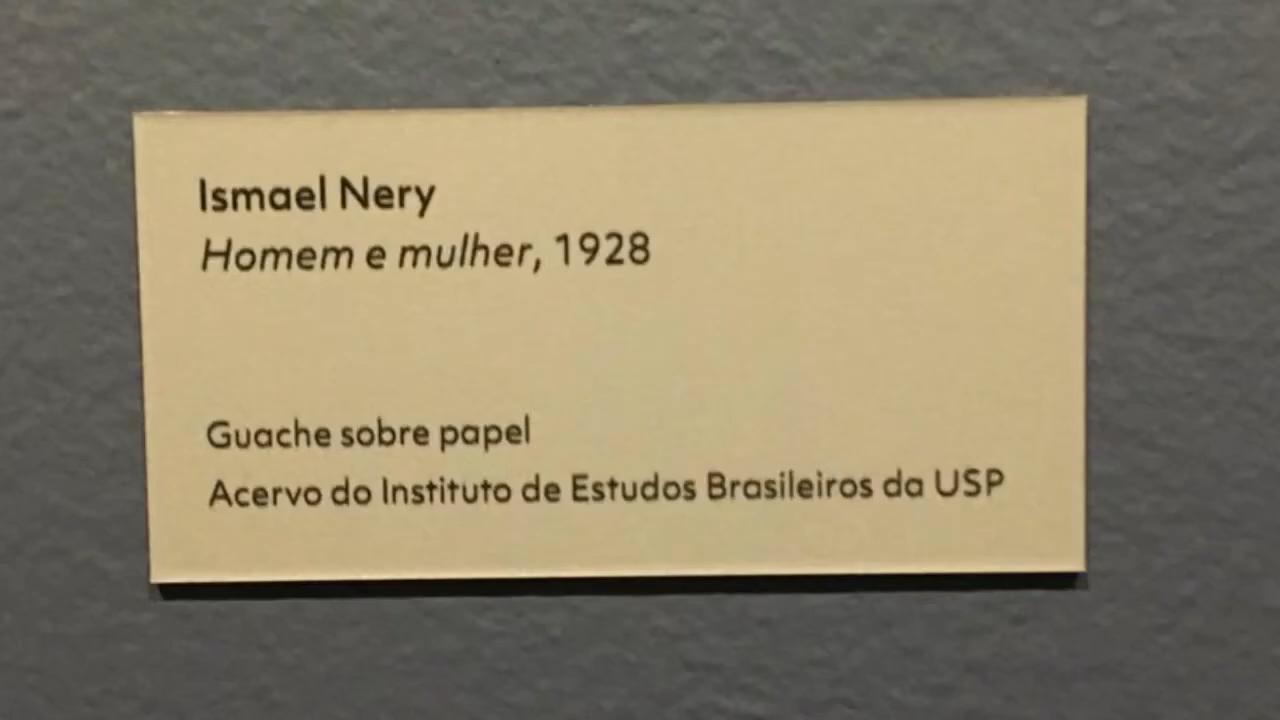 Ismael Nery
Homem e mulher, 1928
Guache sobre papel
Acervo do Instituto de Estudos Brasileiros da USP